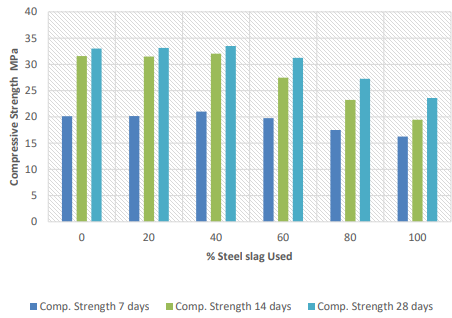 40
35
30
25
20
15
10
5
0
Compressive Strength MPa
0 20 40 60 80 100
% Steel slag Used
Comp. Strength 7 days Comp. Strength 14 days Comp. Strength 28 days